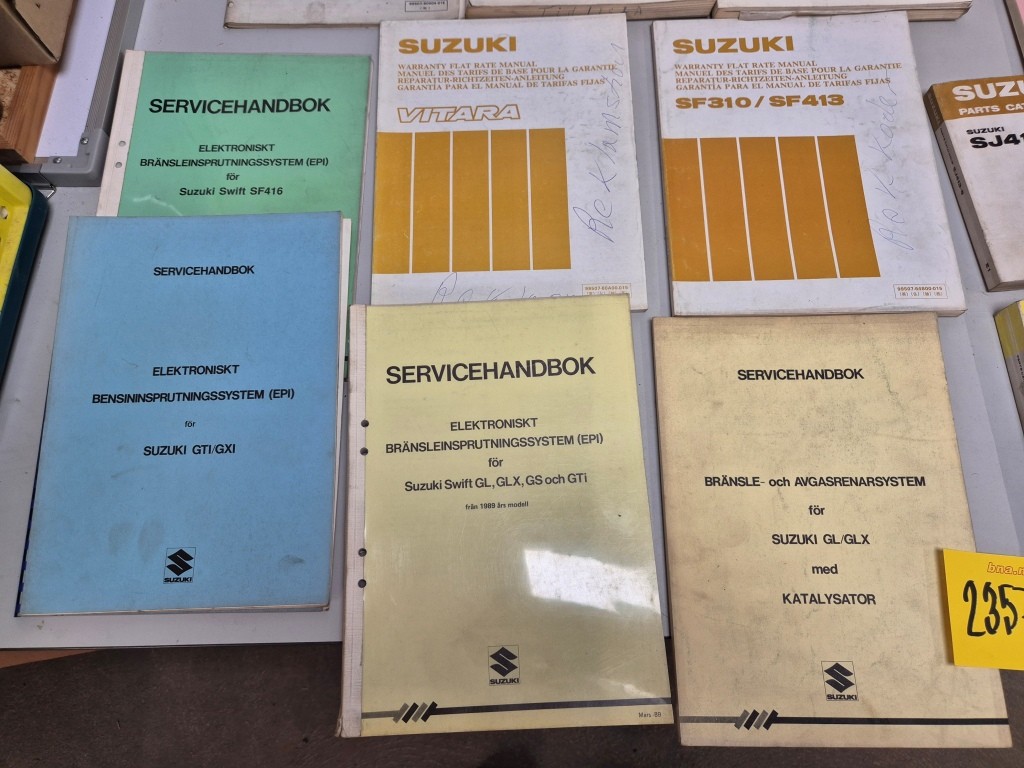 SERVICEHANDBOK
ELEKTRONISKT
BRÄNSLEINSPRUTNINGSSYSTEM (EPI)
för
Suzuki Swift SF416
SUZUKI
WARRANTY FLAT RATE MANUAL
MANUEL DES TARIFS DE BASE POUR LA GARANTIE
REPARATUR-RICHTZEITEN-ANLEITUNG
GARANTÍA PARA EL MANUAL DE TARIFAS FIJAS
VITARA
SUZUKI
WARRANTY FLAT RATE MANUAL
MANUEL DES TARIFS DE BASE POUR LA GARANTIE
REPARATUR-RICHTZEITEN-ANLEITUNG
GARANTÍA PARA EL MANUAL DE TARIFAS FIJAS
SF310/SF413
SUZ
PARTS CA
SUZUKI
SJ41
SERVICEHANDBOK
ELEKTRONISKT
BENSININSPRUTNINGSSYSTEM (EPI)
för
SUZUKI GTI/GXI
SUZUKI
SERVICEHANDBOK
ELEKTRONISKT
BRÄNSLEINSPRUTNINGSSYSTEM (EPI)
för
Suzuki Swift GL, GLX, GS och GTi
från 1989 års modell
SUZUKI
Mars -89
SERVICEHANDBOK
BRÄNSLE- och AVGASRENARSYSTEM
för
SUZUKI GL/GLX
med
KATALYSATOR
SUZUKI
bna.n
235